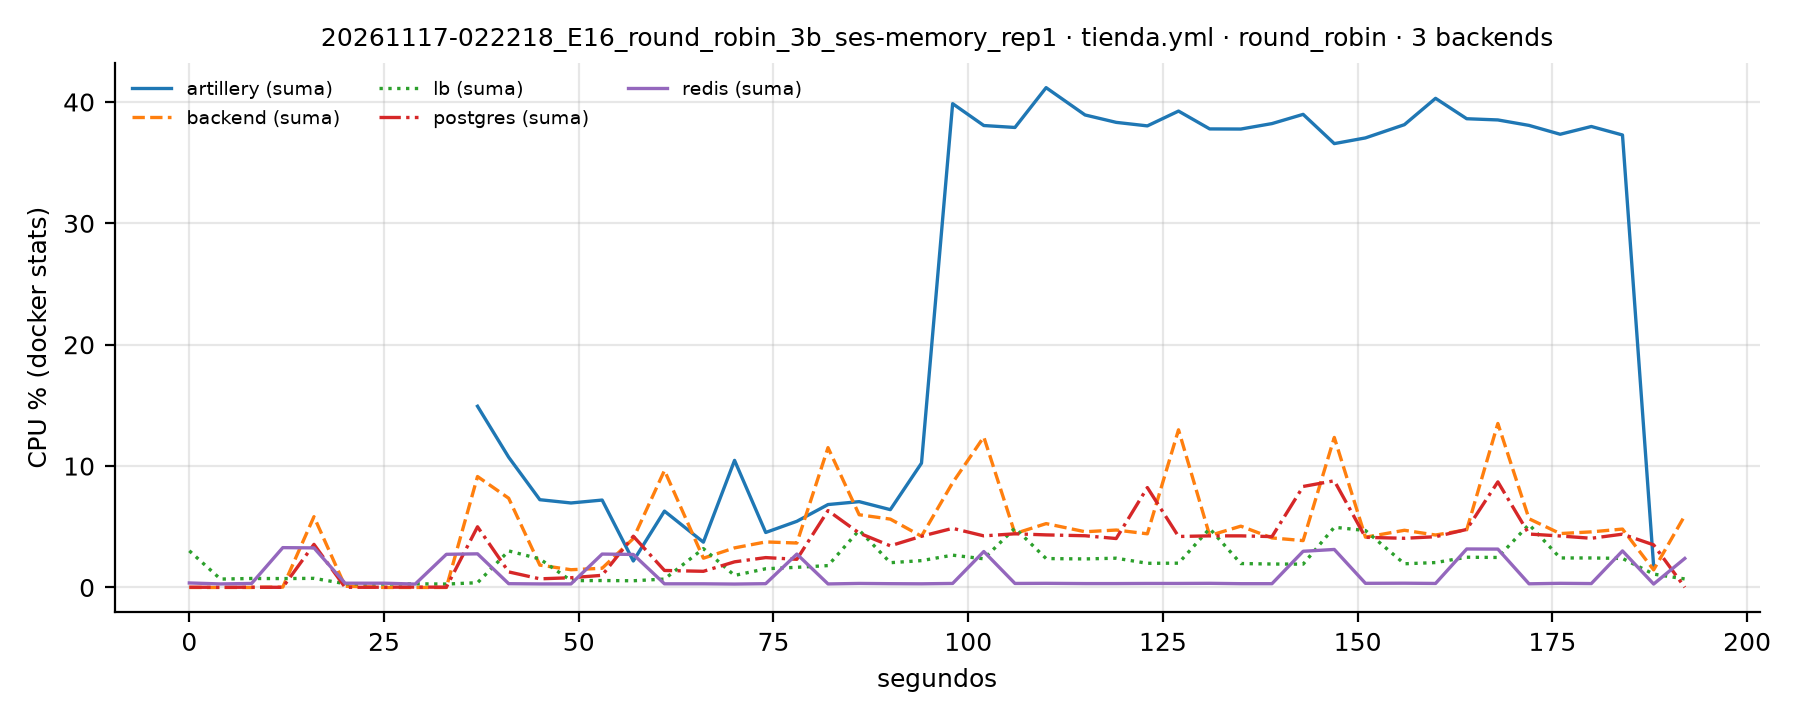 20261117-022218_E16_round_robin_3b_ses-memory_rep1 · tienda.yml · round_robin · 3 backends
artillery (suma) lb (suma) redis (suma)
backend (suma) postgres (suma)
CPU % (docker stats)
40
30
20
10
0
0 25 50 75 100 125 150 175 200
segundos